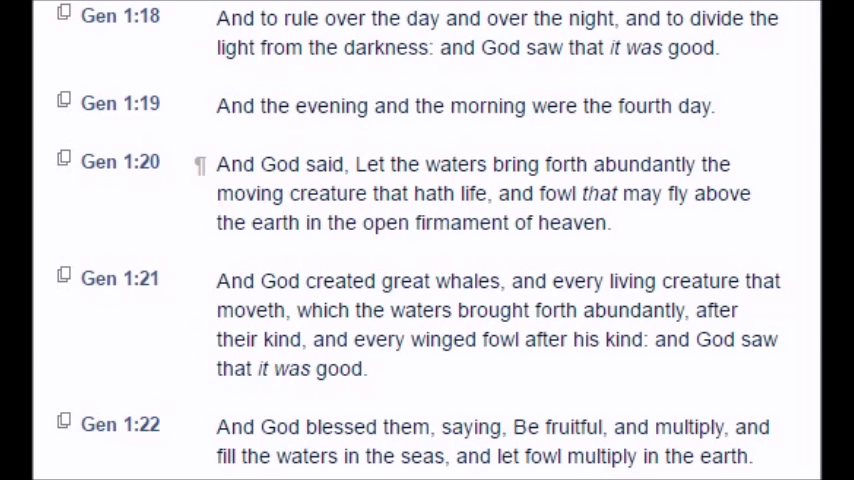 Gen 1:18 And to rule over the day and over the night, and to divide the
light from the darkness: and God saw that it was good.
Gen 1:19 And the evening and the morning were the fourth day.
Gen 1:20 ¶ And God said, Let the waters bring forth abundantly the
moving creature that hath life, and fowl that may fly above
the earth in the open firmament of heaven.
Gen 1:21 And God created great whales, and every living creature that
moveth, which the waters brought forth abundantly, after
their kind, and every winged fowl after his kind: and God saw
that it was good.
Gen 1:22 And God blessed them, saying, Be fruitful, and multiply, and
fill the waters in the seas, and let fowl multiply in the earth.